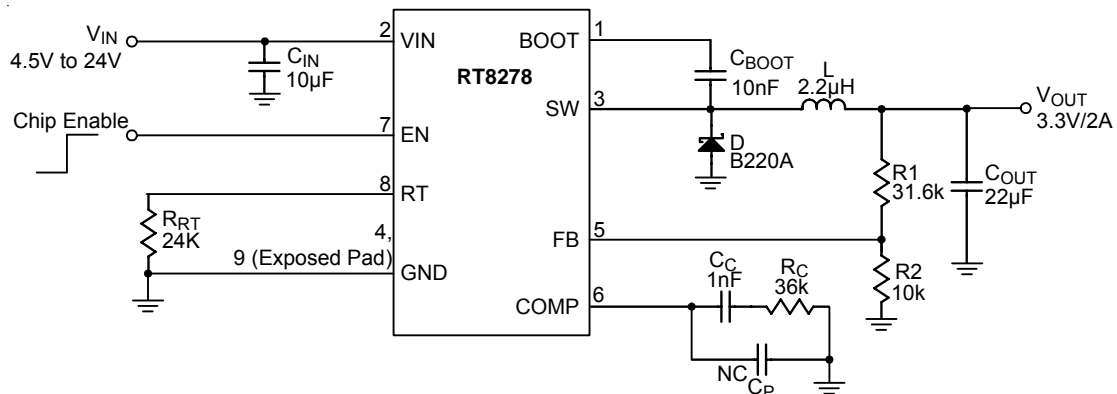 VIN
4.5V to 24V
CIN
10µF
2
VIN
RT8278
BOOT
1
CBOOT
10nF
L
2.2µH
SW
3
VOUT
3.3V/2A
Chip Enable
7
EN
D
B220A
R1
31.6k
COUT
22µF
8
RT
RRT
24K
4,
9 (Exposed Pad)
GND
FB
5
R2
10k
COMP
6
CC
1nF
RC
36k
NC
CP